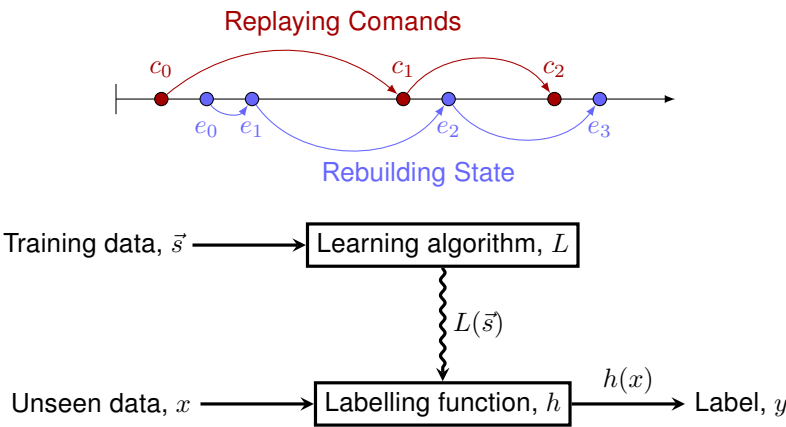 Replaying Comands
c₀ c₁ c₂
e₀ e₁ e₂ e₃
Rebuilding State
Training data, s⃗ Learning algorithm, L
L(s⃗)
h(x)
Unseen data, x Labelling function, h Label, y